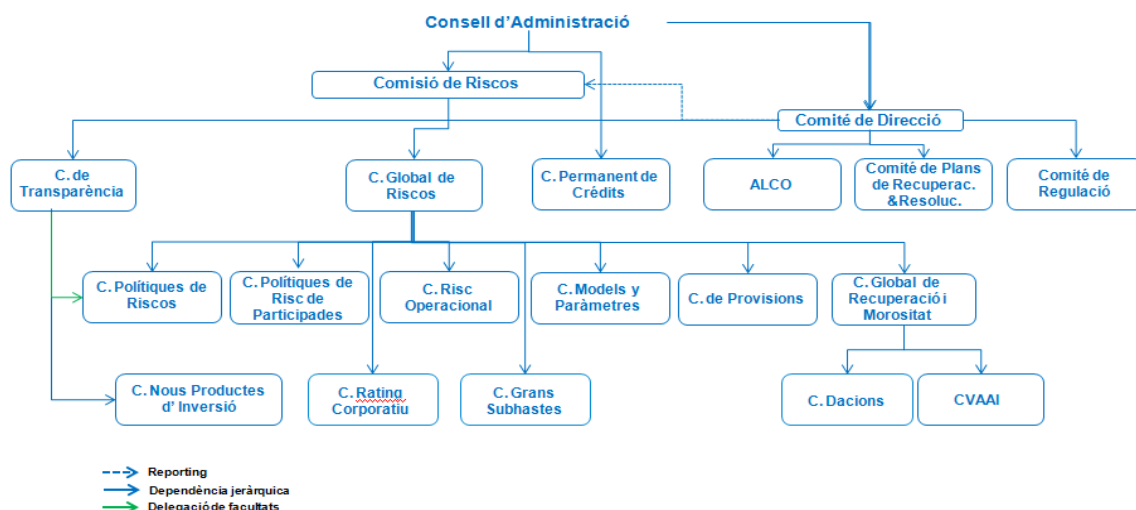 Consell d'Administració
Comisió de Riscos
Comité de Direcció
C. de
Transparència
C. Global de
Riscos
C. Permanent de
Crèdits
ALCO
Comité de Plans
de Recuperac.
&Resoluc.
Comité de
Regulació
C. Polítiques de
Riscos
C. Polítiques de
Risc de
Participades
C. Risc
Operacional
C. Models y
Paràmetres
C. de Provisions
C. Global de
Recuperació i
Morositat
C. Nous Productes
d' Inversió
C. Rating
Corporatiu
C. Grans
Subhastes
C. Dacions
CVAAI
Reporting
Dependència jeràrquica
Delegació de facultats